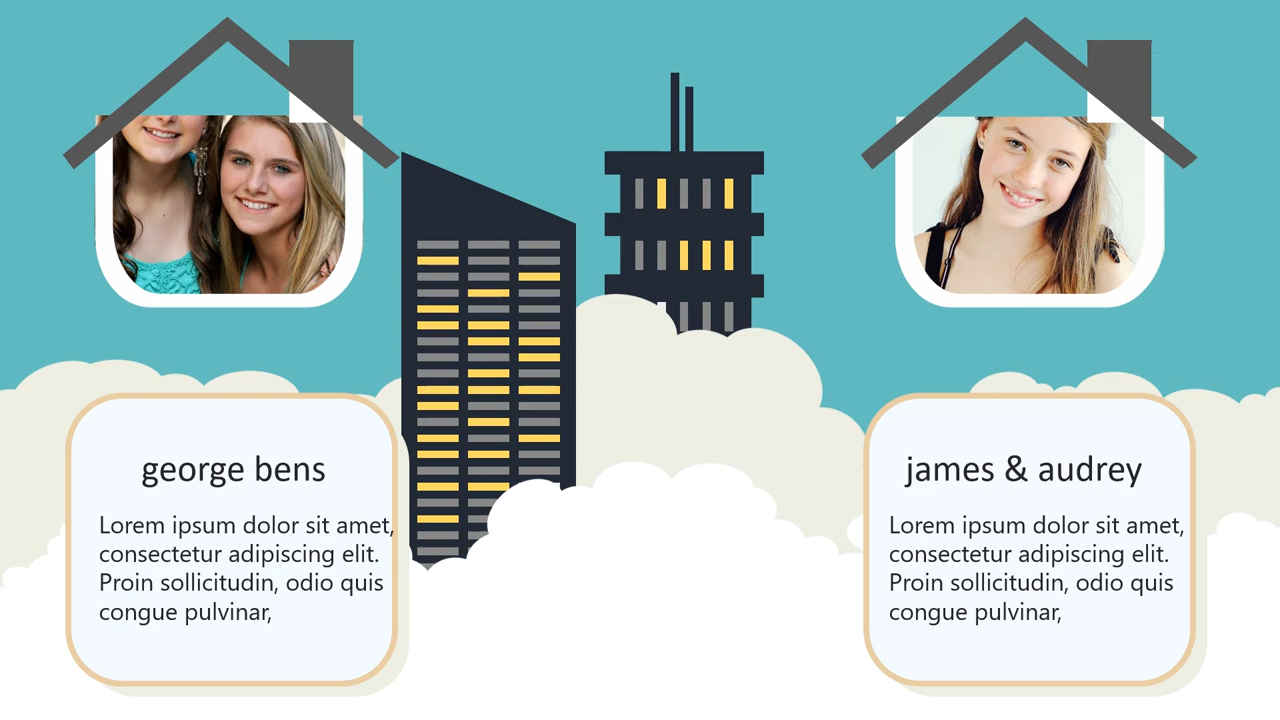 george bens
Lorem ipsum dolor sit amet,
consectetur adipiscing elit.
Proin sollicitudin, odio quis
congue pulvinar,
james & audrey
Lorem ipsum dolor sit amet,
consectetur adipiscing elit.
Proin sollicitudin, odio quis
congue pulvinar,